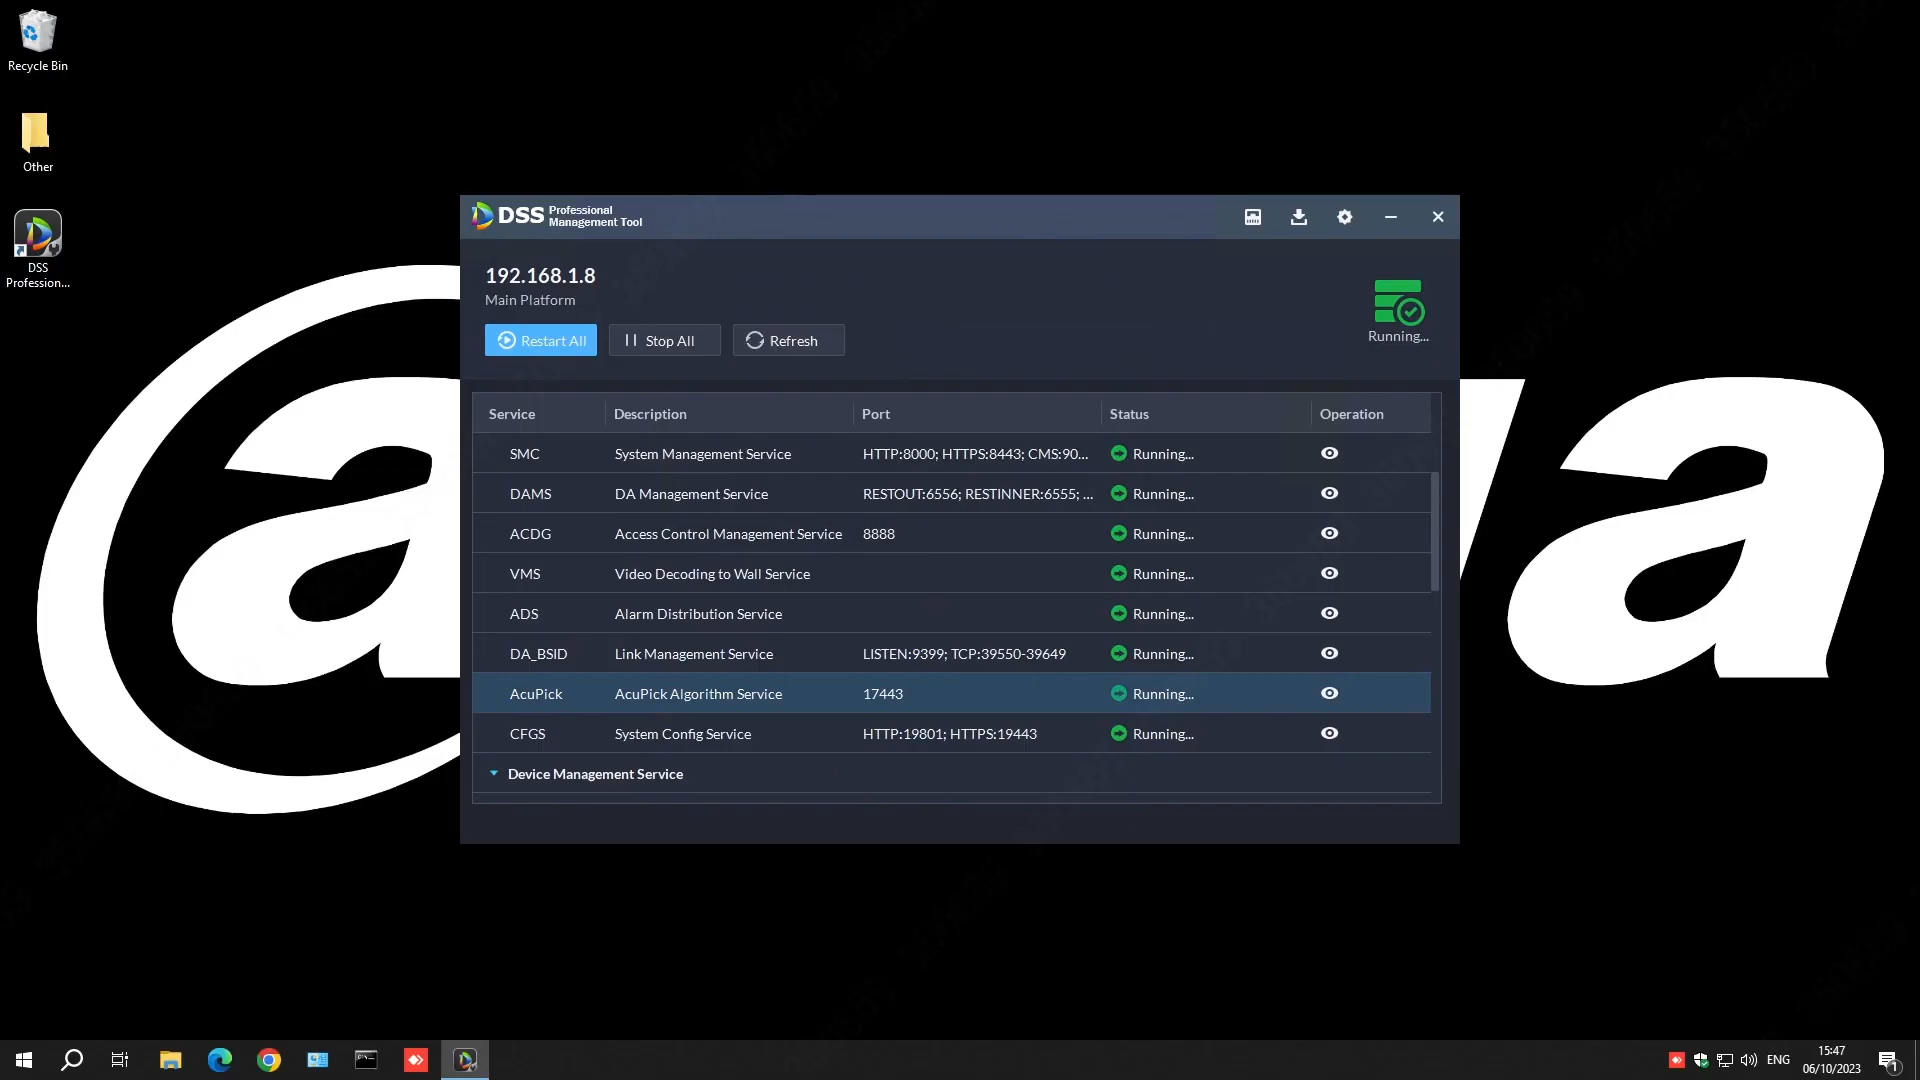 Recycle Bin
Other
DSS
Profession...
DSS Professional
Management Tool
192.168.1.8
Main Platform
Restart All
Stop All
Refresh
Running...
Service Description Port Status Operation
SMC System Management Service HTTP:8000; HTTPS:8443; CMS:90... Running...
DAMS DA Management Service RESTOUT:6556; RESTINNER:6555; ... Running...
ACDG Access Control Management Service 8888 Running...
VMS Video Decoding to Wall Service Running...
ADS Alarm Distribution Service Running...
DA_BSID Link Management Service LISTEN:9399; TCP:39550-39649 Running...
AcuPick AcuPick Algorithm Service 17443 Running...
CFGS System Config Service HTTP:19801; HTTPS:19443 Running...
Device Management Service
@a
a
ENG
15:47
06/10/2023
1